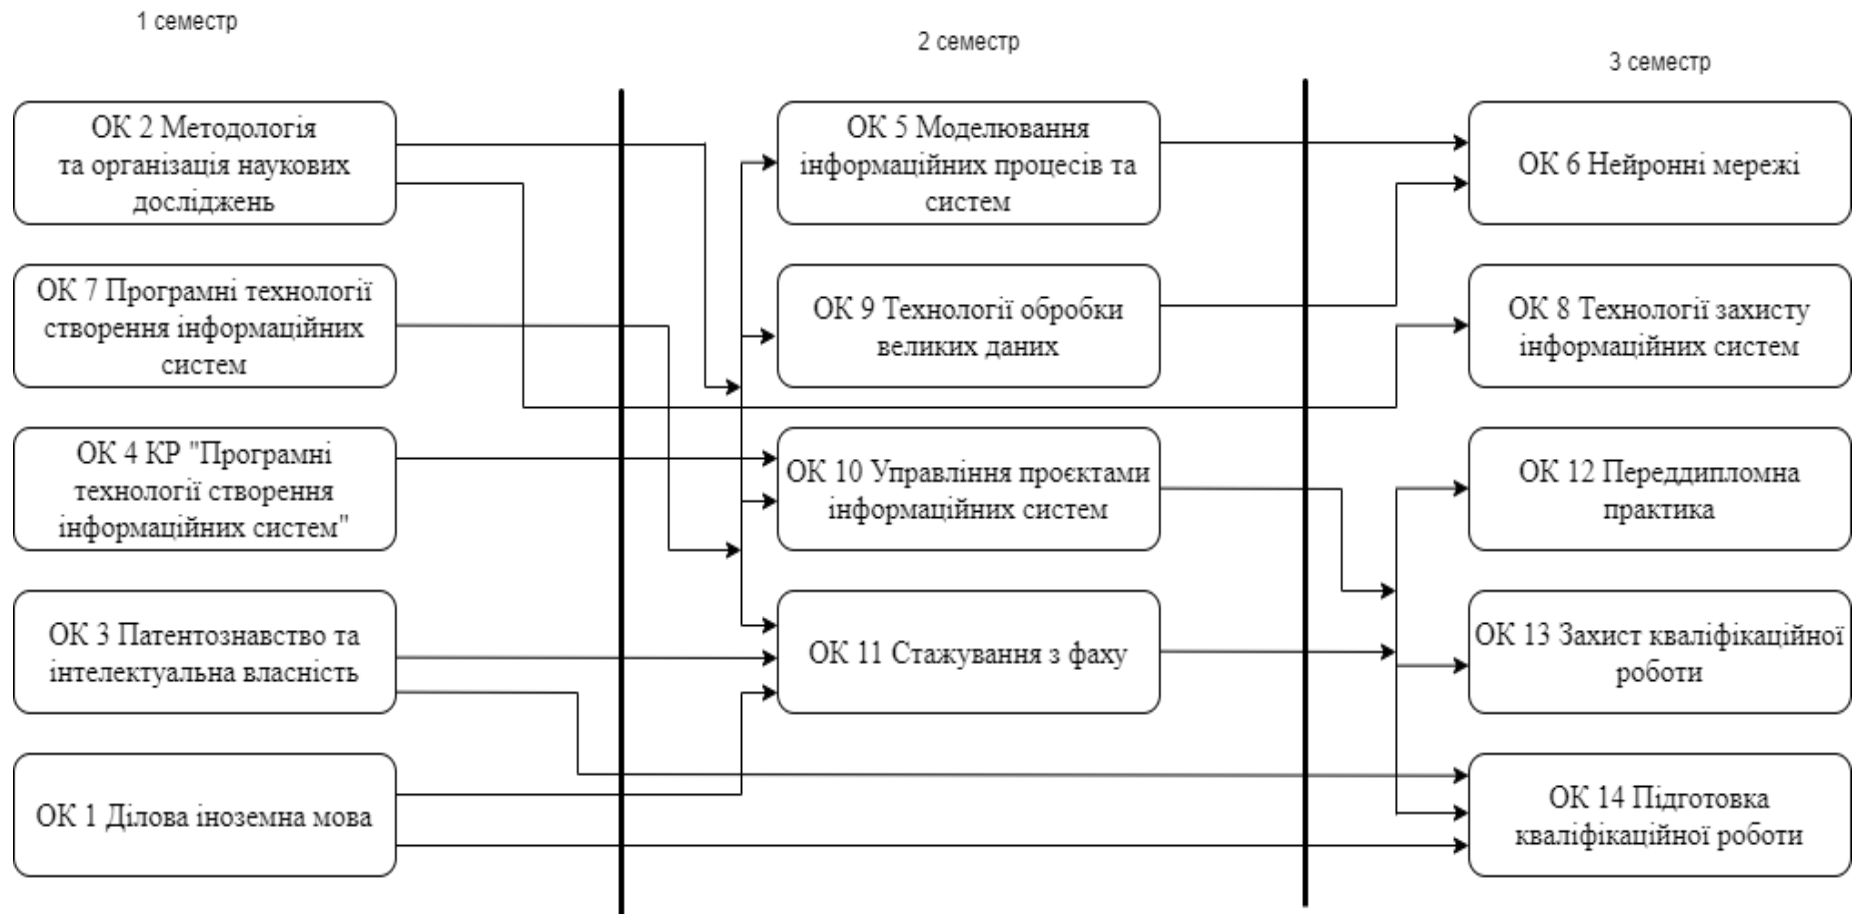 1 семестр
2 семестр
3 семестр
ОК 2 Методологія
та організація наукових
досліджень
ОК 7 Програмні технології
створення інформаційних
систем
ОК 4 КР "Програмні
технології створення
інформаційних систем"
ОК 3 Патентознавство та
інтелектуальна власність
ОК 1 Ділова іноземна мова
ОК 5 Моделювання
інформаційних процесів та
систем
ОК 9 Технології обробки
великих даних
ОК 10 Управління проєктами
інформаційних систем
ОК 11 Стажування з фаху
ОК 6 Нейронні мережі
ОК 8 Технології захисту
інформаційних систем
ОК 12 Переддипломна
практика
ОК 13 Захист кваліфікаційної
роботи
ОК 14 Підготовка
кваліфікаційної роботи